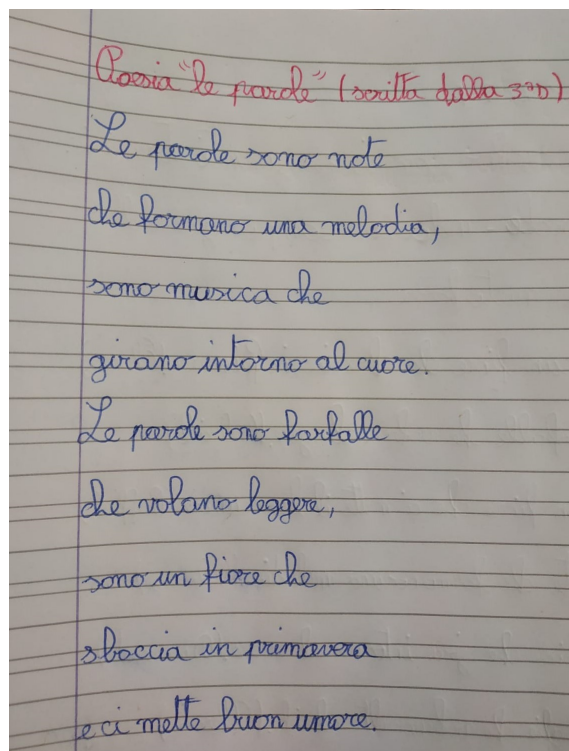 Poesia "le parole" (scritta dalla 3ªD)
Le parole sono note
che formano una melodia,
sono musica che
girano intorno al cuore.
Le parole sono farfalle
che volano leggere,
sono un fiore che
sboccia in primavera
e ci mette buon umore.